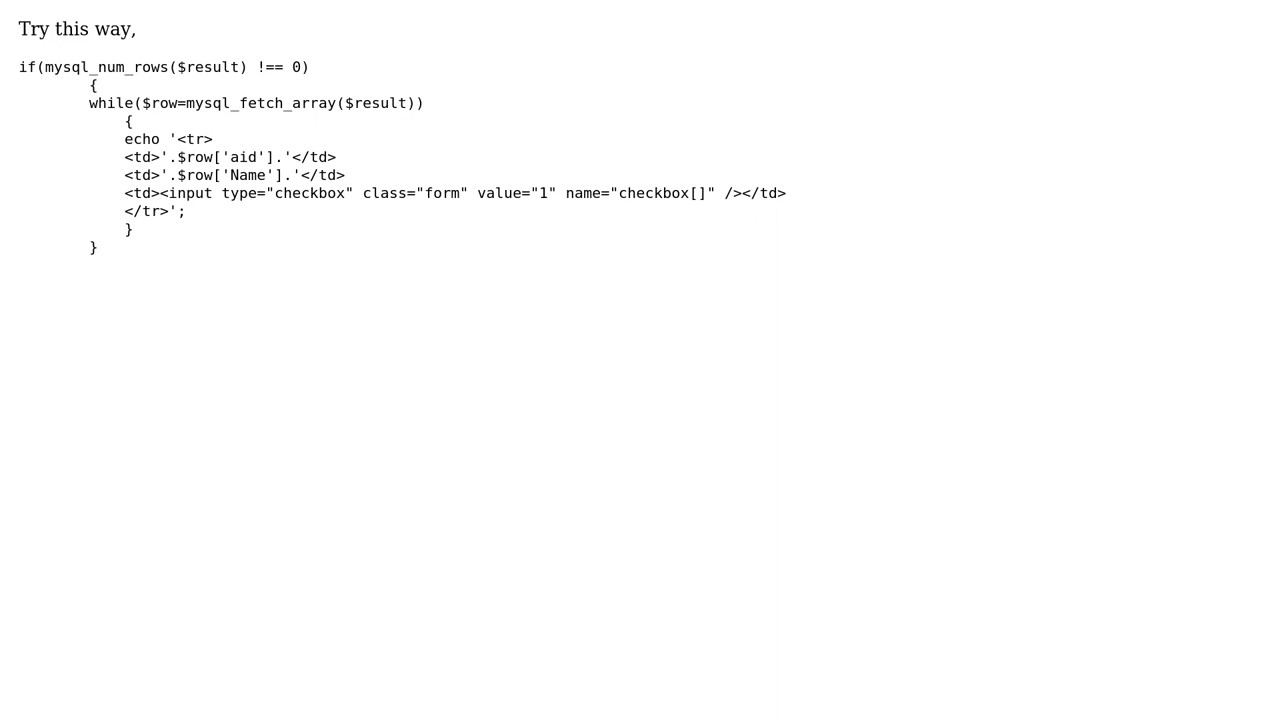 Try this way,
if(mysql_num_rows($result) !== 0)
        {
        while($row=mysql_fetch_array($result))
            {
            echo '<tr>
            <td>'.$row['aid'].'</td>
            <td>'.$row['Name'].'</td>
            <td><input type="checkbox" class="form" value="1" name="checkbox[]" /></td>
            </tr>';
            }
        }